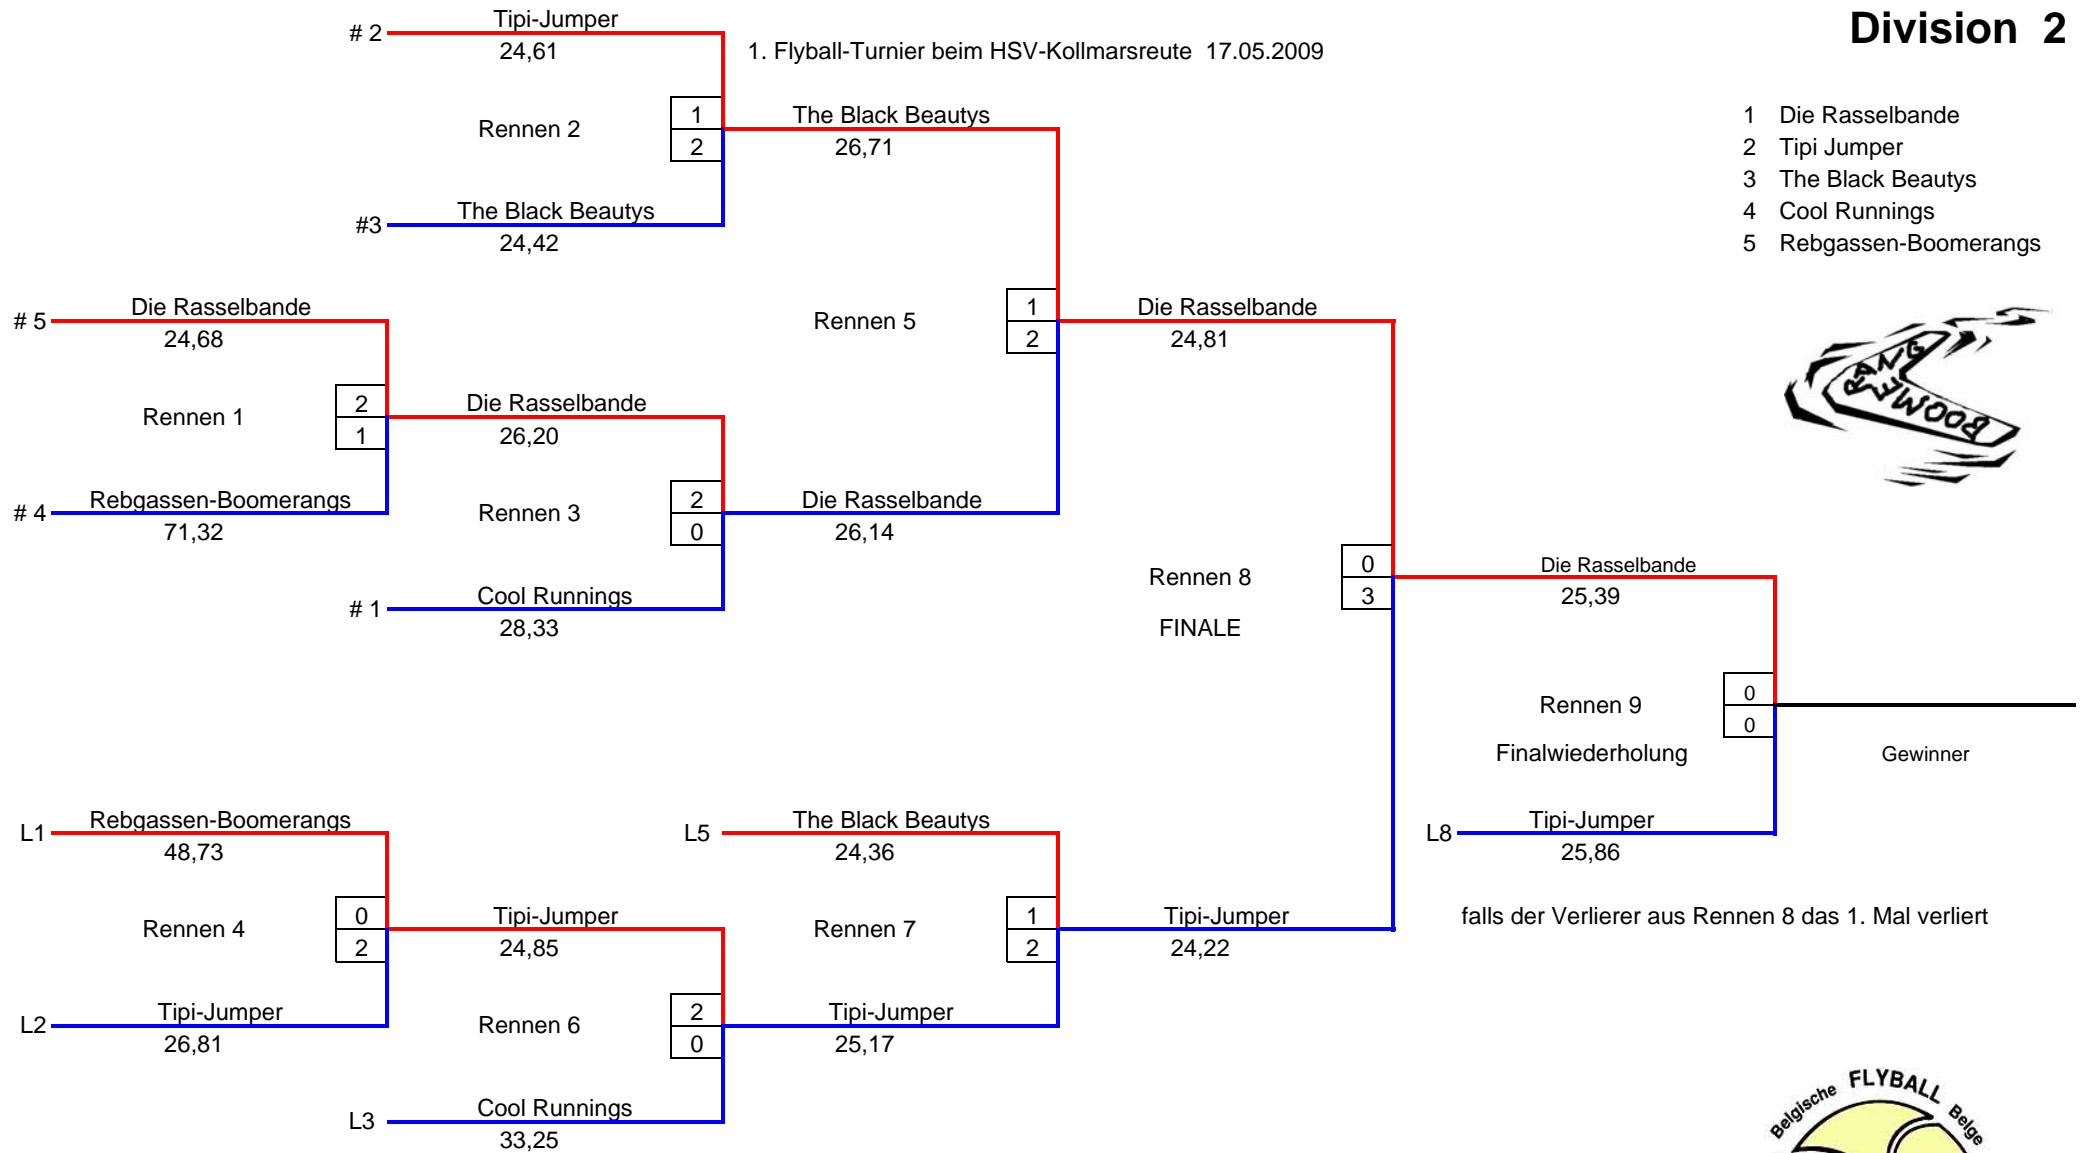 Division 2
1. Flyball-Turnier beim HSV-Kollmarsreute 17.05.2009
# 2
Tipi-Jumper
24,61
Rennen 2
1
2
The Black Beautys
26,71
#3
The Black Beautys
24,42
1 Die Rasselbande
2 Tipi Jumper
3 The Black Beautys
4 Cool Runnings
5 Rebgassen-Boomerangs
# 5
Die Rasselbande
24,68
Rennen 1
2
1
Die Rasselbande
26,20
# 4
Rebgassen-Boomerangs
71,32
Rennen 3
2
0
Die Rasselbande
26,14
# 1
Cool Runnings
28,33
Rennen 5
1
2
Die Rasselbande
24,81
BOOMERANG
Rennen 8
FINALE
0
3
Die Rasselbande
25,39
Rennen 9
Finalwiederholung
0
0
Gewinner
L8
Tipi-Jumper
25,86
falls der Verlierer aus Rennen 8 das 1. Mal verliert
L1
Rebgassen-Boomerangs
48,73
Rennen 4
0
2
Tipi-Jumper
24,85
L2
Tipi-Jumper
26,81
Rennen 6
2
0
Tipi-Jumper
25,17
L3
Cool Runnings
33,25
L5
The Black Beautys
24,36
Rennen 7
1
2
Tipi-Jumper
24,22
Belgische FLYBALL Belge